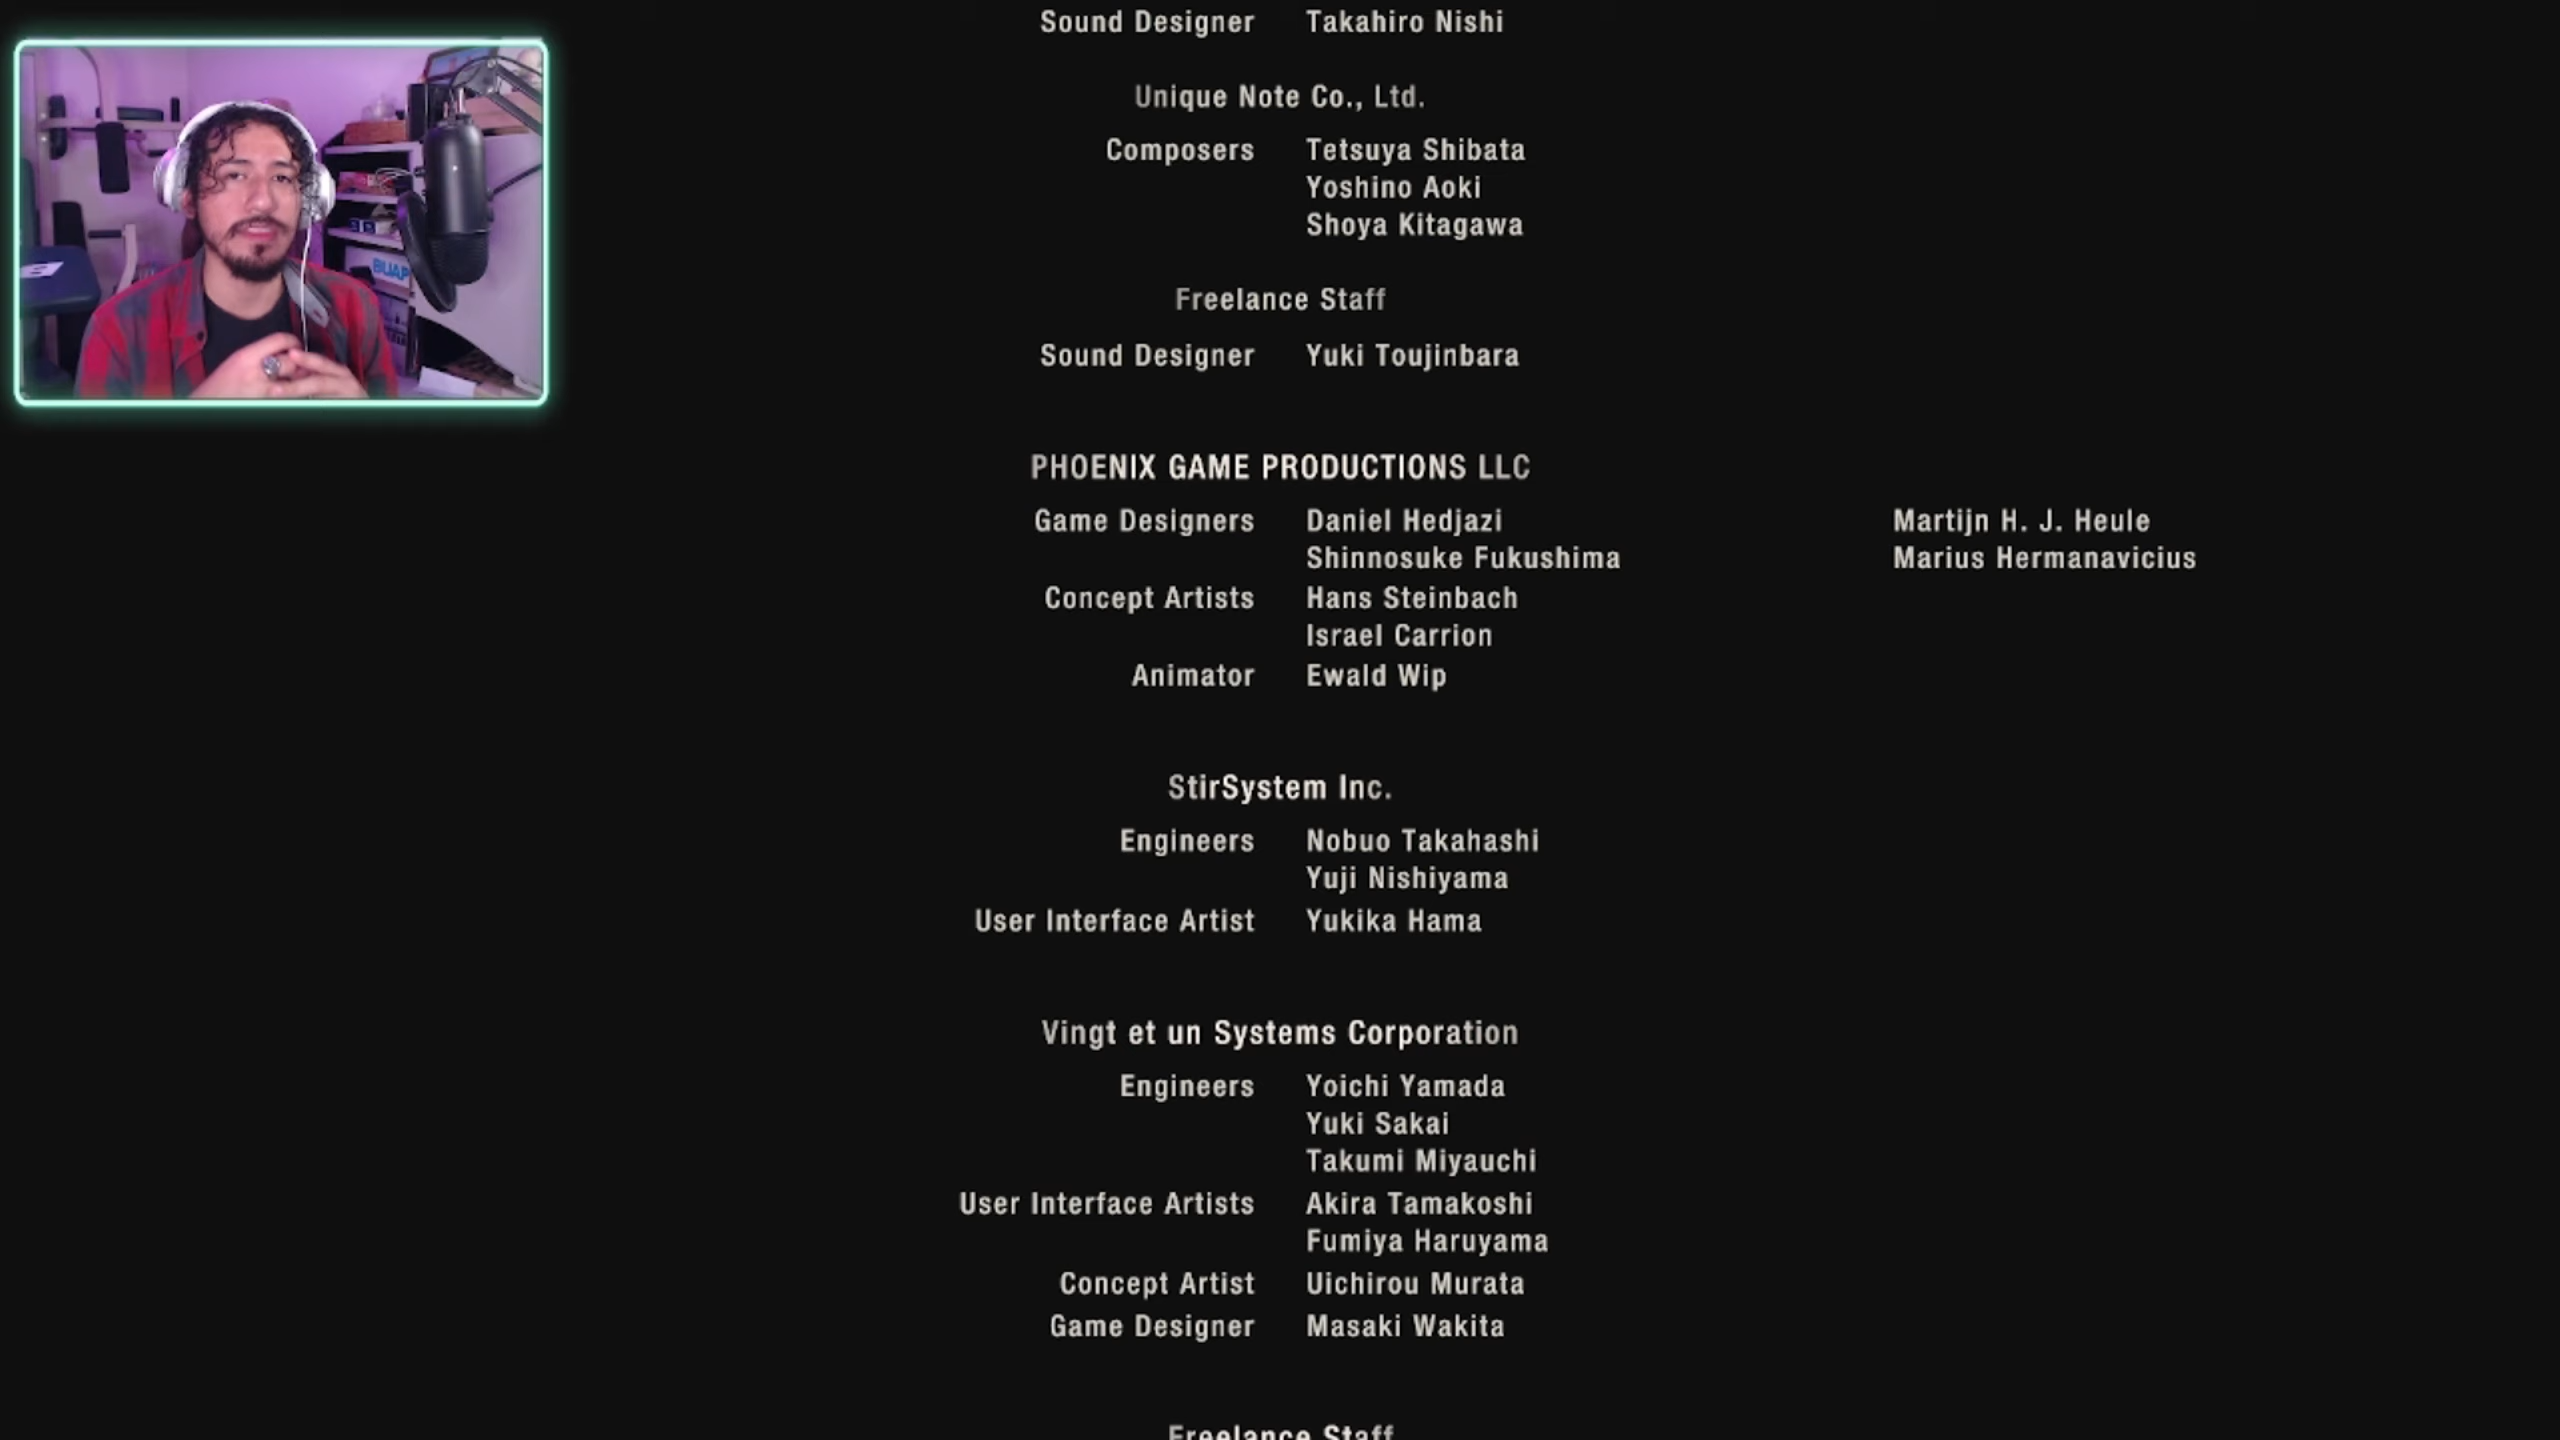 Sound Designer Takahiro Nishi
Unique Note Co., Ltd.
Composers Tetsuya Shibata
Yoshino Aoki
Shoya Kitagawa
Freelance Staff
Sound Designer Yuki Toujinbara
PHOENIX GAME PRODUCTIONS LLC
Game Designers Daniel Hedjazi Martijn H. J. Heule
Shinnosuke Fukushima Marius Hermanavicius
Concept Artists Hans Steinbach
Israel Carrion
Animator Ewald Wip
StirSystem Inc.
Engineers Nobuo Takahashi
Yuji Nishiyama
User Interface Artist Yukika Hama
Vingt et un Systems Corporation
Engineers Yoichi Yamada
Yuki Sakai
Takumi Miyauchi
User Interface Artists Akira Tamakoshi
Fumiya Haruyama
Concept Artist Uichirou Murata
Game Designer Masaki Wakita
Freelance Staff
BUAP